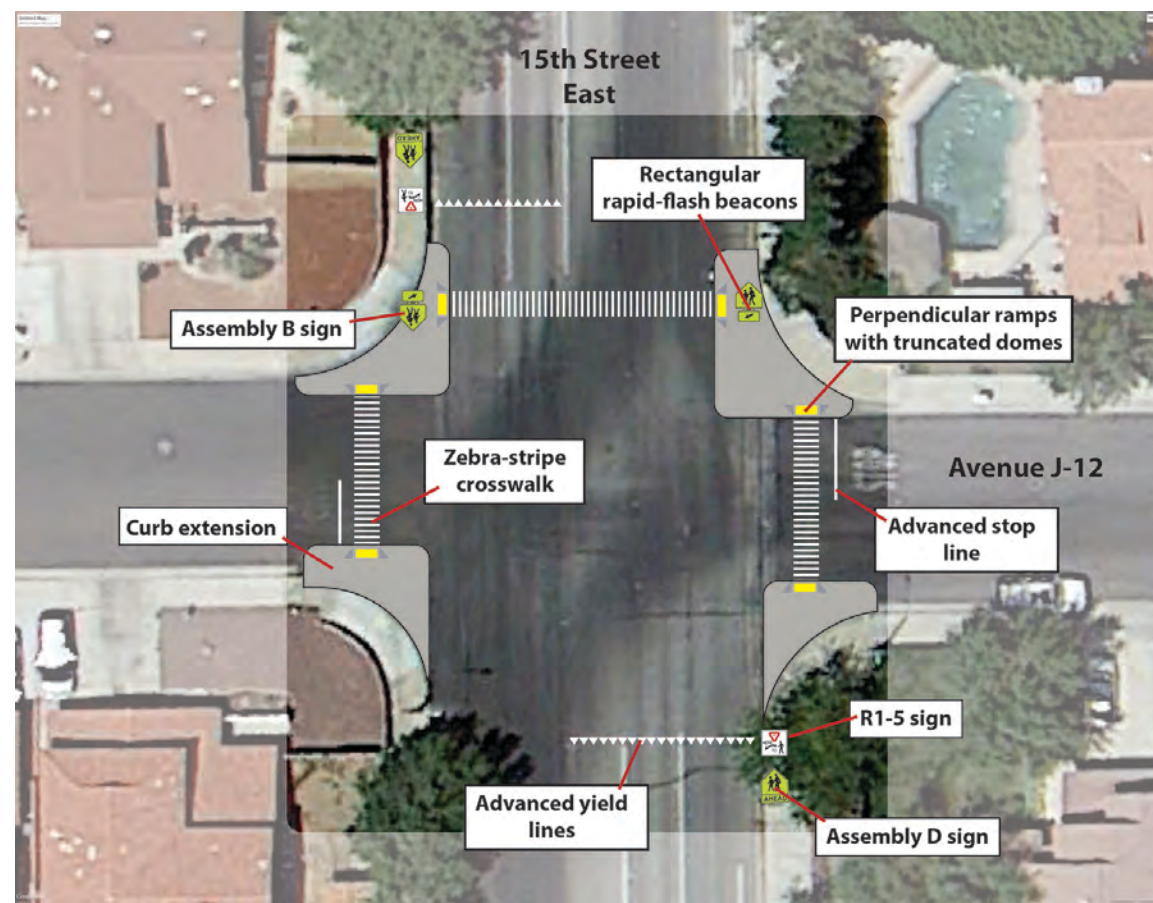 15th Street
East
AHEAD
Rectangular
rapid-flash beacons
Assembly B sign
Perpendicular ramps
with truncated domes
Zebra-stripe
crosswalk
Avenue J-12
Curb extension
Advanced stop
line
R1-5 sign
Advanced yield
lines
AHEAD
Assembly D sign